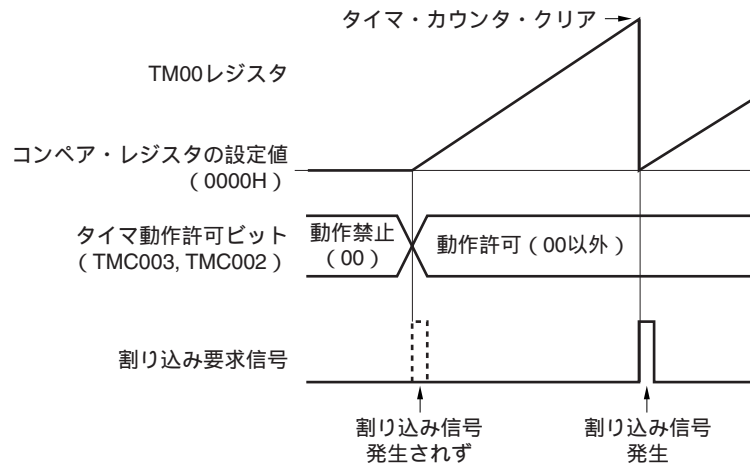 タイマ・カウンタ・クリア
TM00レジスタ
コンペア・レジスタの設定値
（0000H）
タイマ動作許可ビット
（TMC003, TMC002）
動作禁止
（00）
動作許可（00以外）
割り込み要求信号
割り込み信号
発生されず
割り込み信号
発生